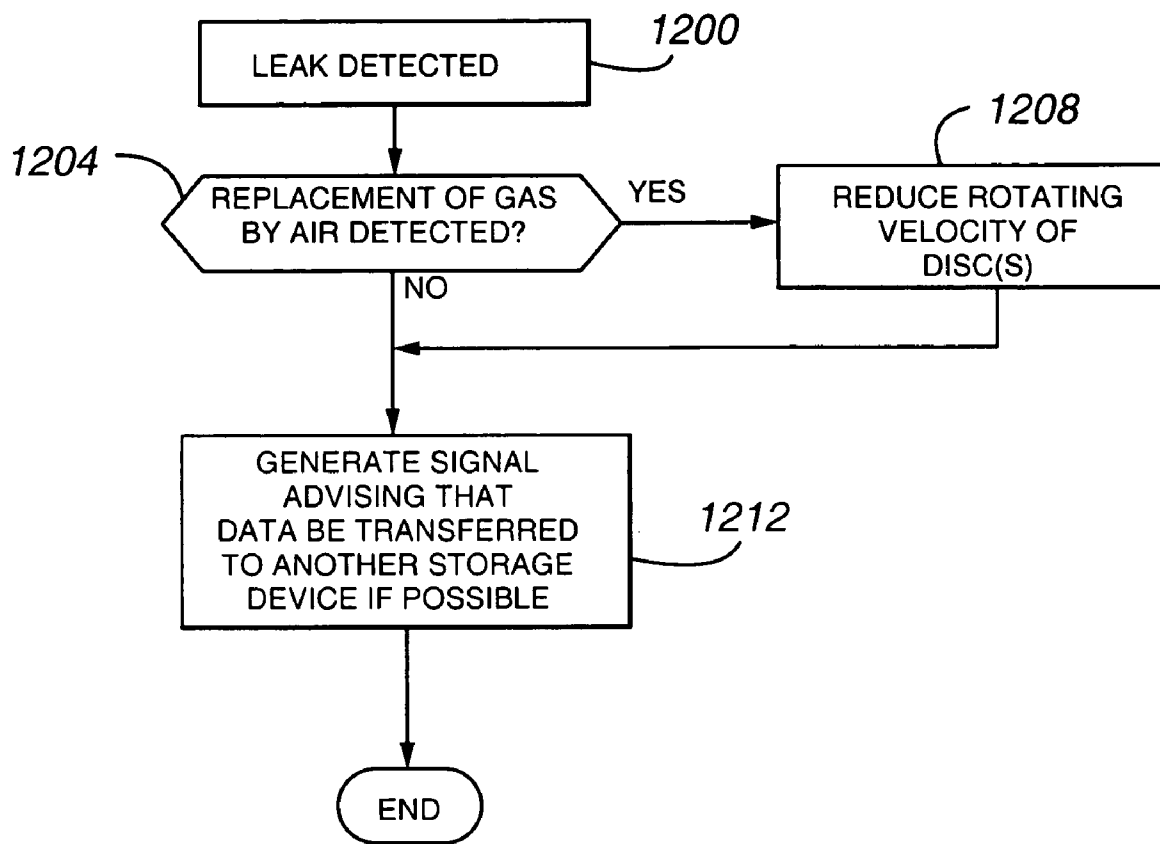 1200
LEAK DETECTED
1208
1204
REPLACEMENT OF GAS
BY AIR DETECTED?
YES
REDUCE ROTATING
VELOCITY OF
DISC(S)
NO
GENERATE SIGNAL
ADVISING THAT
DATA BE TRANSFERRED
TO ANOTHER STORAGE
DEVICE IF POSSIBLE
1212
END